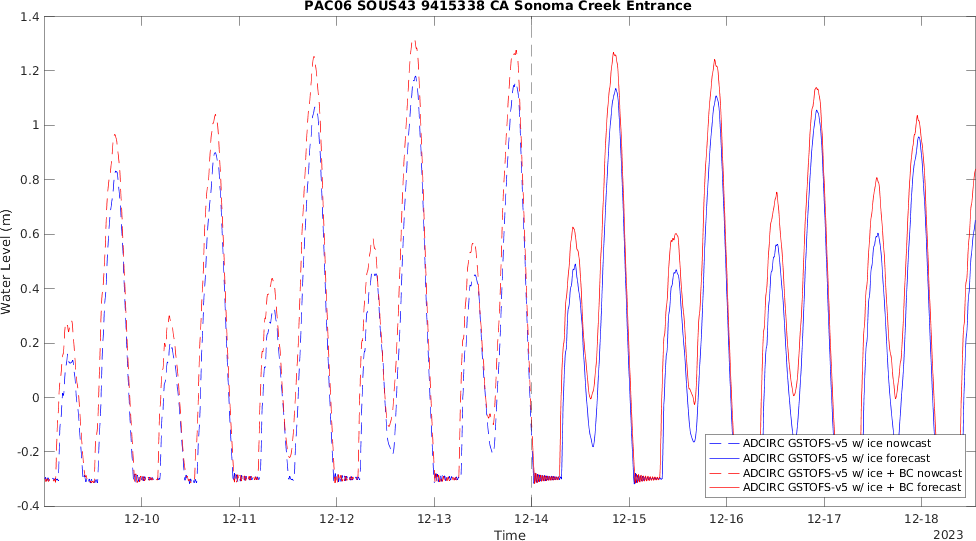 PAC06 SOUS43 9415338 CA Sonoma Creek Entrance
1.4
1.2
1
0.8
0.6
0.4
0.2
0
-0.2
-0.4
Water Level (m)
12-10 12-11 12-12 12-13 12-14 12-15 12-16 12-17 12-18
Time
2023
ADCIRC GSTOFS-v5 w/ ice nowcast
ADCIRC GSTOFS-v5 w/ ice forecast
ADCIRC GSTOFS-v5 w/ ice + BC nowcast
ADCIRC GSTOFS-v5 w/ ice + BC forecast